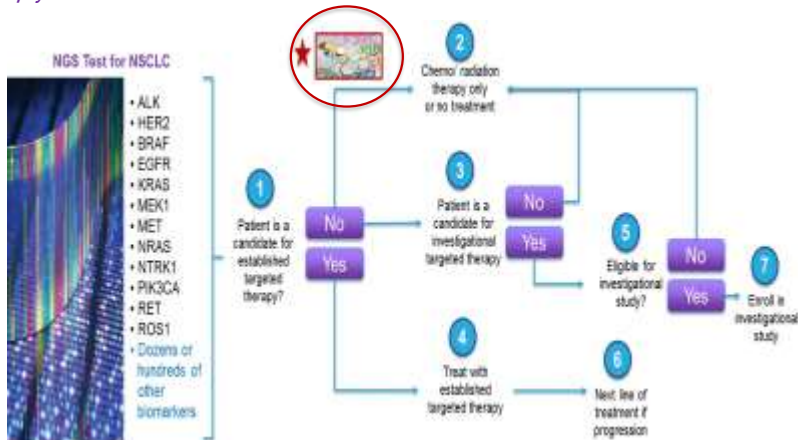 NGS Test for NSCLC
• ALK
• HER2
• BRAF
• EGFR
• KRAS
• MEK1
• MET
• NRAS
• NTRK1
• PIK3CA
• RET
• ROS1
• Dozens or
hundreds of
other
biomarkers
1
Patient is a
candidate for
established
targeted
therapy?
No
Yes
2
Chemo/ radiation
therapy only
or no treatment
3
Patient is a
candidate for
investigational
targeted therapy
No
Yes
4
Treat with
established
targeted therapy
5
Eligible for
investigational
study?
No
Yes
6
Next line of
treatment if
progression
7
Enroll in
investigational
study